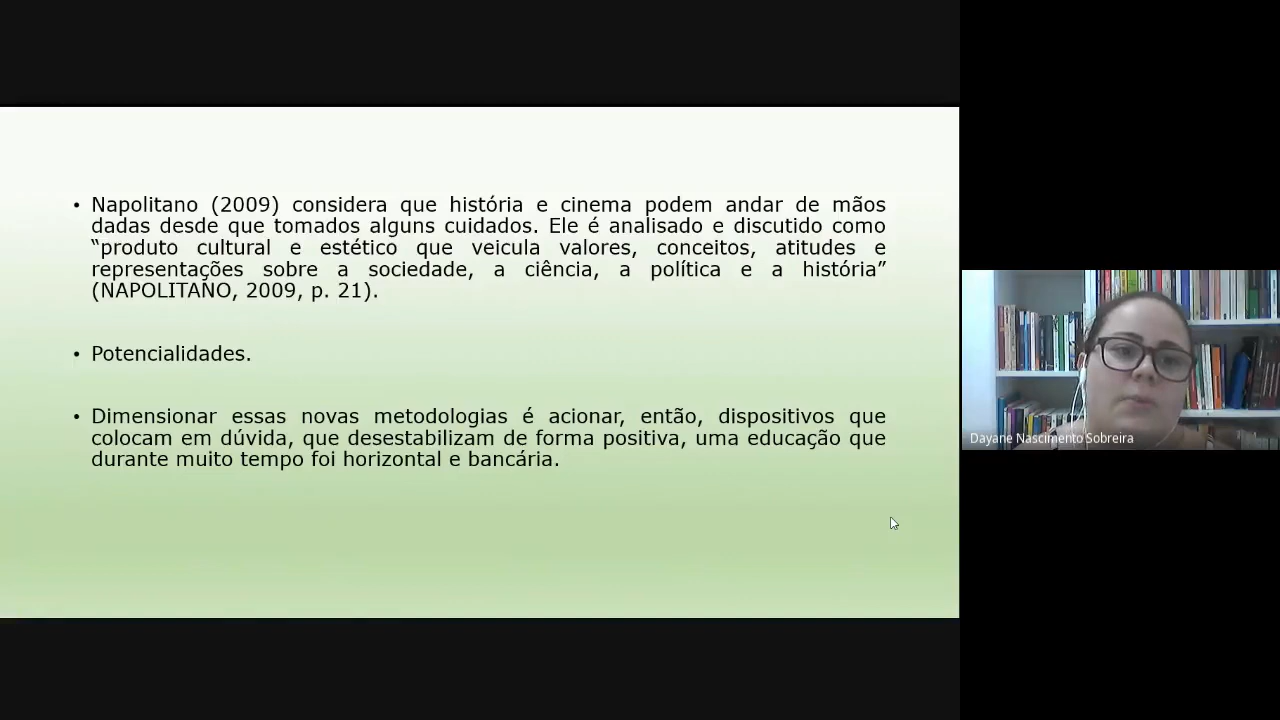 • Napolitano (2009) considera que história e cinema podem andar de mãos
dadas desde que tomados alguns cuidados. Ele é analisado e discutido como
“produto cultural e estético que veicula valores, conceitos, atitudes e
representações sobre a sociedade, a ciência, a política e a história”
(NAPOLITANO, 2009, p. 21).
• Potencialidades.
• Dimensionar essas novas metodologias é acionar, então, dispositivos que
colocam em dúvida, que desestabilizam de forma positiva, uma educação que
durante muito tempo foi horizontal e bancária.
Dayane Nascimento Sobreira